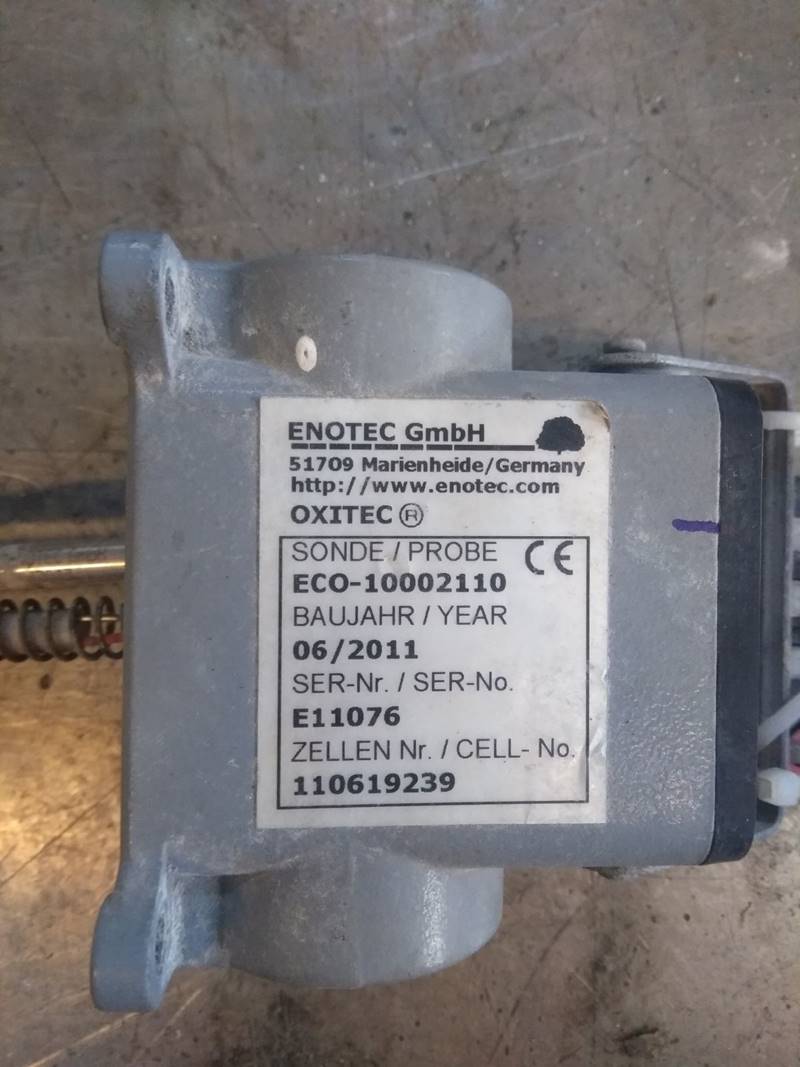 ENOTEC GmbH
51709 Marienheide/Germany
http://www.enotec.com
OXITEC ®
SONDE / PROBE CE
ECO-10002110
BAUJAHR / YEAR
06/2011
SER-Nr. / SER-No.
E11076
ZELLEN Nr. / CELL- No.
110619239